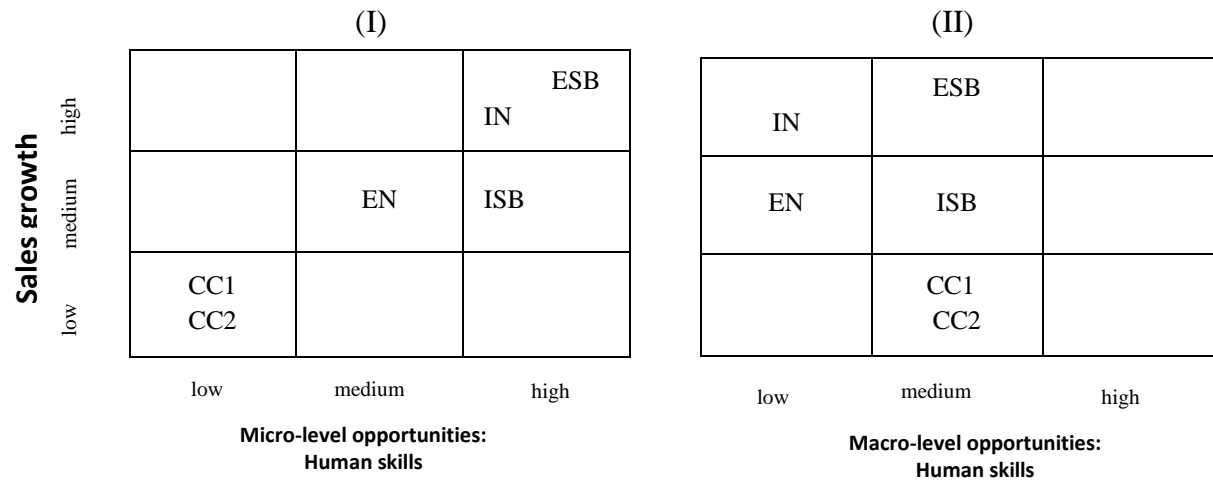 (I)
(II)
Sales growth
high
medium
low
ESB
IN
EN
ISB
CC1
CC2
low
medium
high
Micro-level opportunities:
Human skills
ESB
IN
EN
ISB
CC1
CC2
low
medium
high
Macro-level opportunities:
Human skills